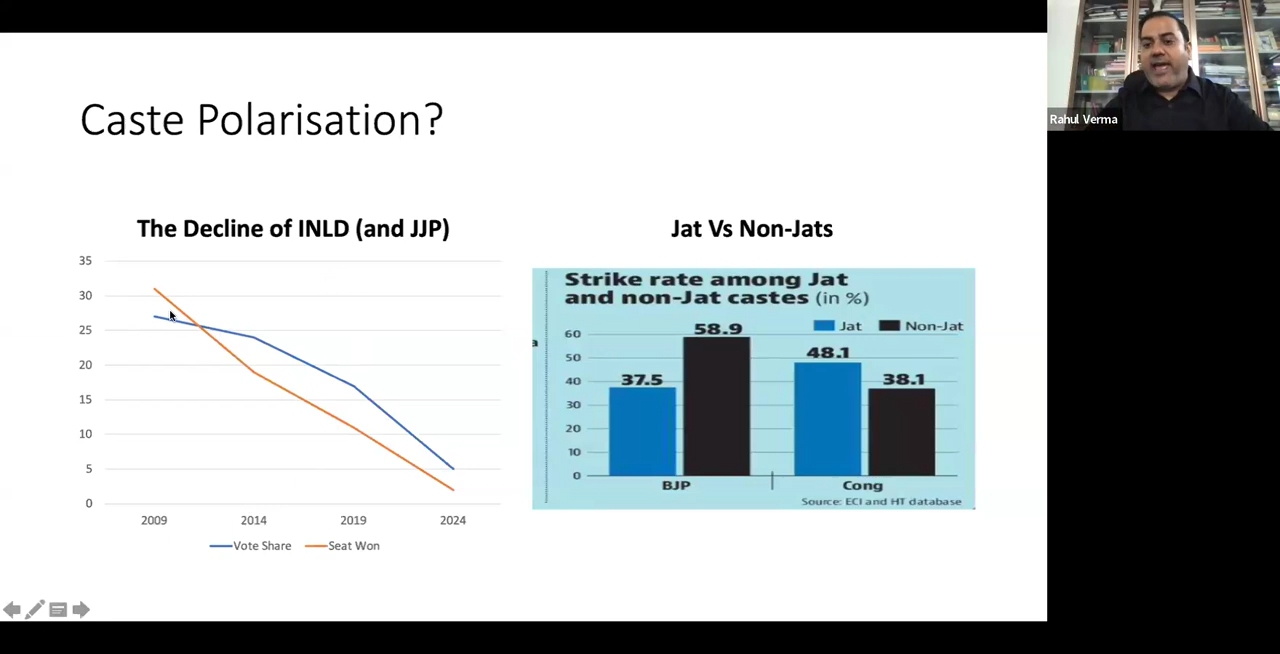 Caste Polarisation?
The Decline of INLD (and JJP)
35
30
25
20
15
10
5
0
2009 2014 2019 2024
Vote Share Seat Won
Jat Vs Non-Jats
Strike rate among Jat
and non-Jat castes (in %)
Jat Non-Jat
60
50
40
30
20
10
0
37.5 58.9 48.1 38.1
BJP Cong
Source: ECI and HT database
a
Rahul Verma